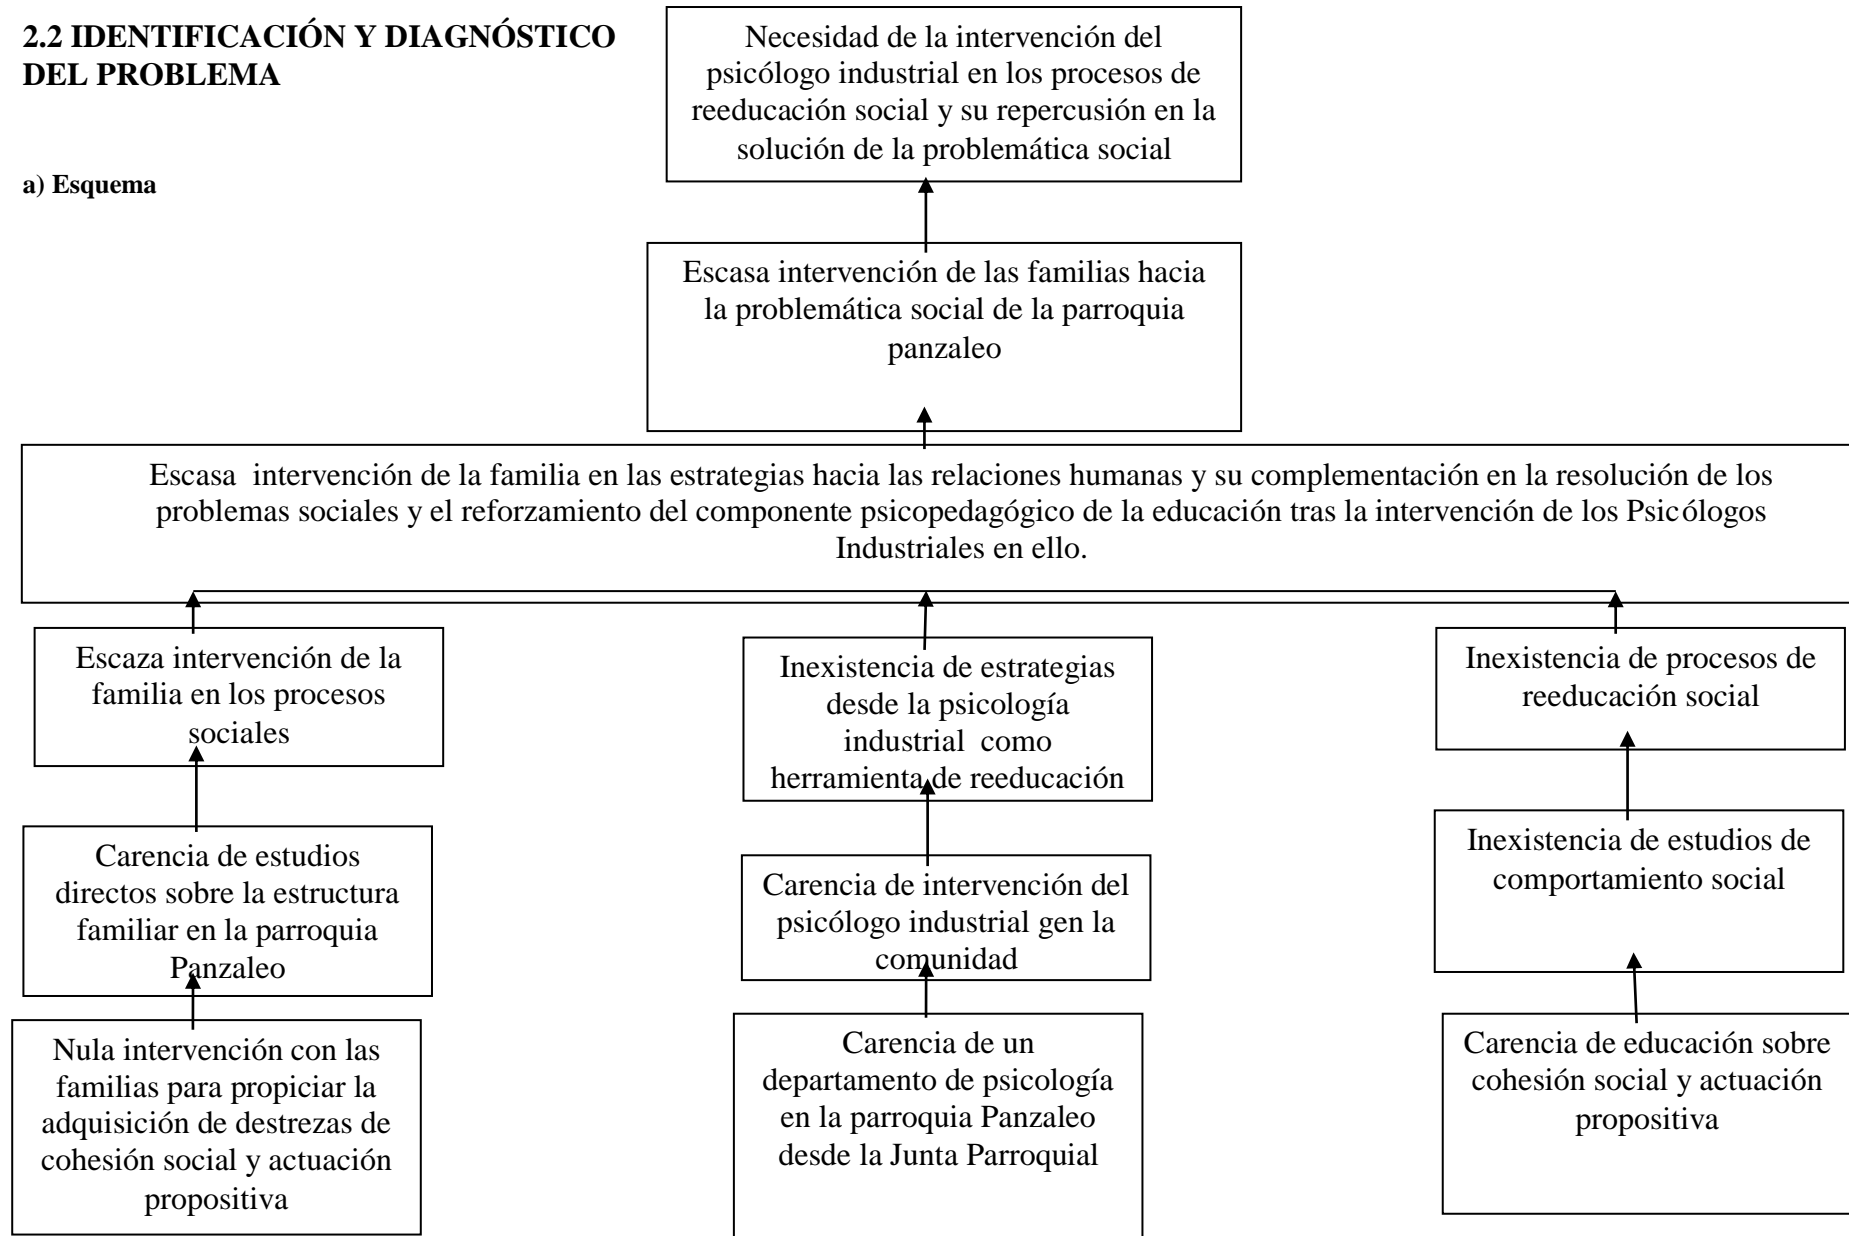 2.2 IDENTIFICACIÓN Y DIAGNÓSTICO
DEL PROBLEMA
a) Esquema
Necesidad de la intervención del
psicólogo industrial en los procesos de
reeducación social y su repercusión en la
solución de la problemática social
Escasa intervención de las familias hacia
la problemática social de la parroquia
panzaleo
Escasa  intervención de la familia en las estrategias hacia las relaciones humanas y su complementación en la resolución de los
problemas sociales y el reforzamiento del componente psicopedagógico de la educación tras la intervención de los Psicólogos
Industriales en ello.
Escaza intervención de la
familia en los procesos
sociales
Inexistencia de estrategias
desde la psicología
industrial  como
herramienta de reeducación
Inexistencia de procesos de
reeducación social
Carencia de estudios
directos sobre la estructura
familiar en la parroquia
Panzaleo
Carencia de intervención del
psicólogo industrial gen la
comunidad
Inexistencia de estudios de
comportamiento social
Nula intervención con las
familias para propiciar la
adquisición de destrezas de
cohesión social y actuación
propositiva
Carencia de un
departamento de psicología
en la parroquia Panzaleo
desde la Junta Parroquial
Carencia de educación sobre
cohesión social y actuación
propositiva